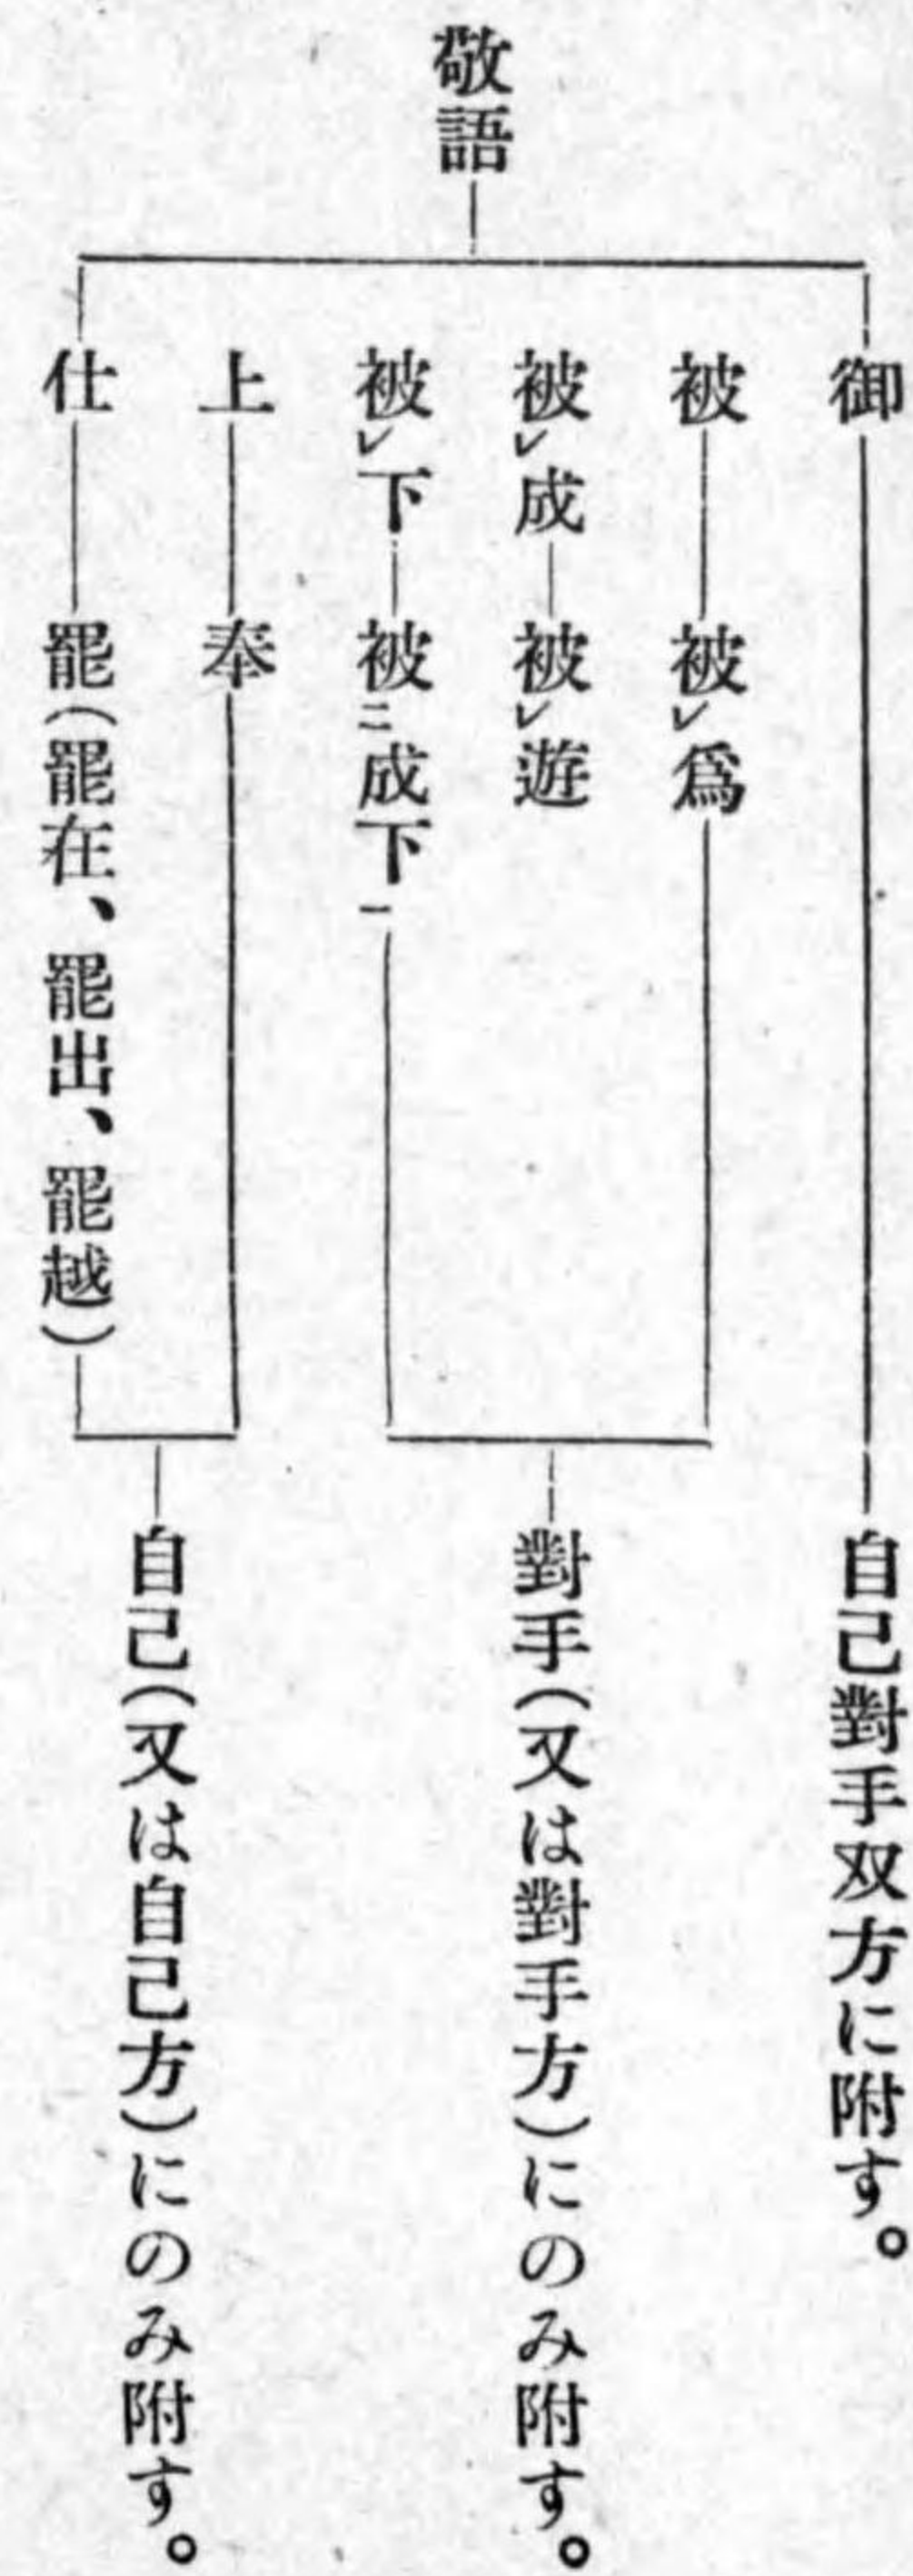 敬語
御
自己對手双方に附す。
被
被レ爲
被レ成
被レ遊
被レ下
被二成下一
對手(又は對手方)にのみ附す。
上
奉
仕
罷(罷在、罷出、罷越)
自己(又は自己方)にのみ附す。